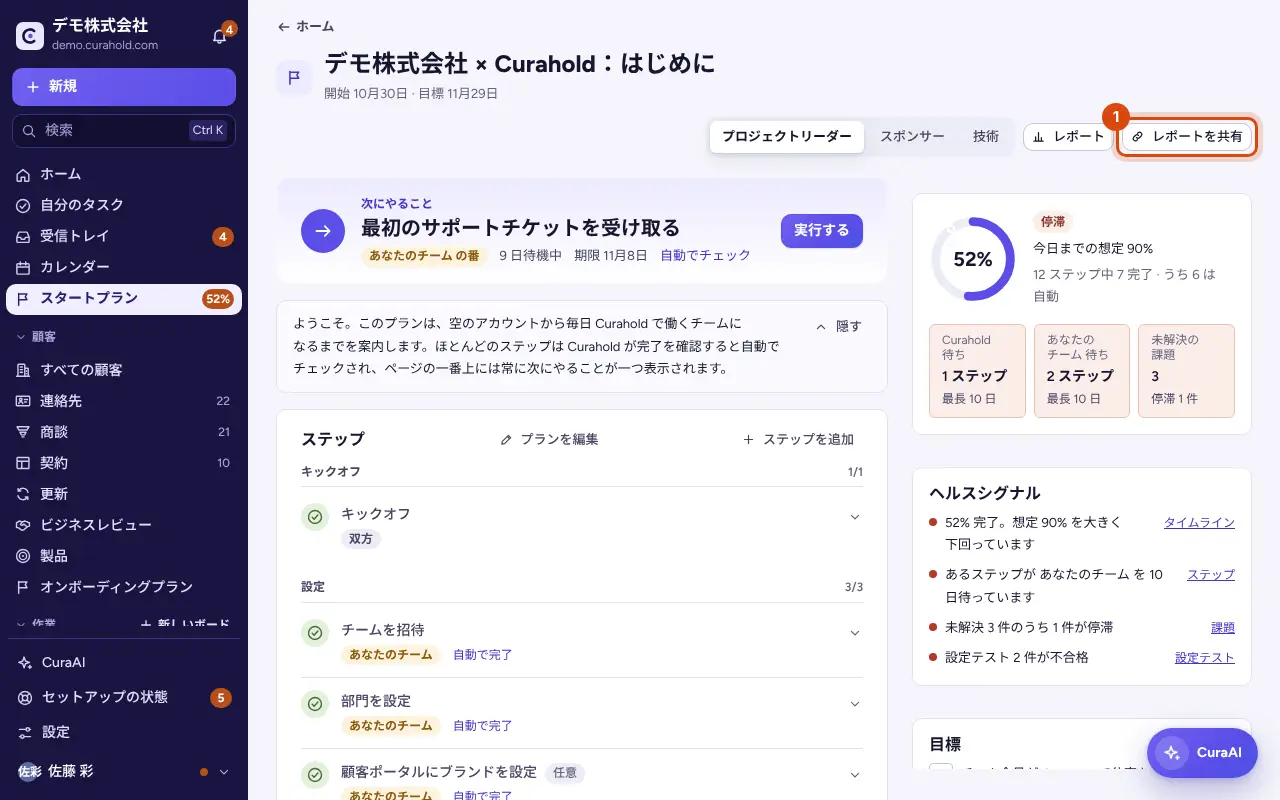 デモ株式会社
demo.curahold.com
4
新規
検索 Ctrl K
ホーム
自分のタスク
受信トレイ 4
カレンダー
スタートプラン 52%
顧客
すべての顧客
連絡先 22
商談 21
契約 10
更新
ビジネスレビュー
製品
オンボーディングプラン
作業 新しいボード
CuraAI
セットアップの状態 5
設定
佐彩 佐藤 彩
ホーム
デモ株式会社 × Curahold：はじめに
開始 10月30日 · 目標 11月29日
プロジェクトリーダー スポンサー 技術 レポート 1 レポートを共有
次にやること
最初のサポートチケットを受け取る
あなたのチーム の番 9 日待機中 期限 11月8日 自動でチェック
実行する
ようこそ。このプランは、空のアカウントから毎日 Curahold で働くチームに
なるまでを案内します。ほとんどのステップは Curahold が完了を確認すると自動で
チェックされ、ページの一番上には常に次にやることが一つ表示されます。
隠す
ステップ プランを編集 ステップを追加
キックオフ 1/1
キックオフ
双方
設定 3/3
チームを招待
あなたのチーム 自動で完了
部門を設定
あなたのチーム 自動で完了
顧客ポータルにブランドを設定 任意
あなたのチーム 自動で完了
52%
停滞
今日までの想定 90%
12 ステップ中 7 完了 · うち 6 は
自動
Curahold
待ち
1 ステップ
最長 10 日
あなたの
チーム 待ち
2 ステップ
最長 10 日
未解決の
課題
3
停滞 1 件
ヘルスシグナル
52% 完了。想定 90% を大きく
下回っています
タイムライン
あるステップが あなたのチーム を 10
日待っています
ステップ
未解決 3 件のうち 1 件が停滞 課題
設定テスト 2 件が不合格 設定テスト
目標
CuraAI